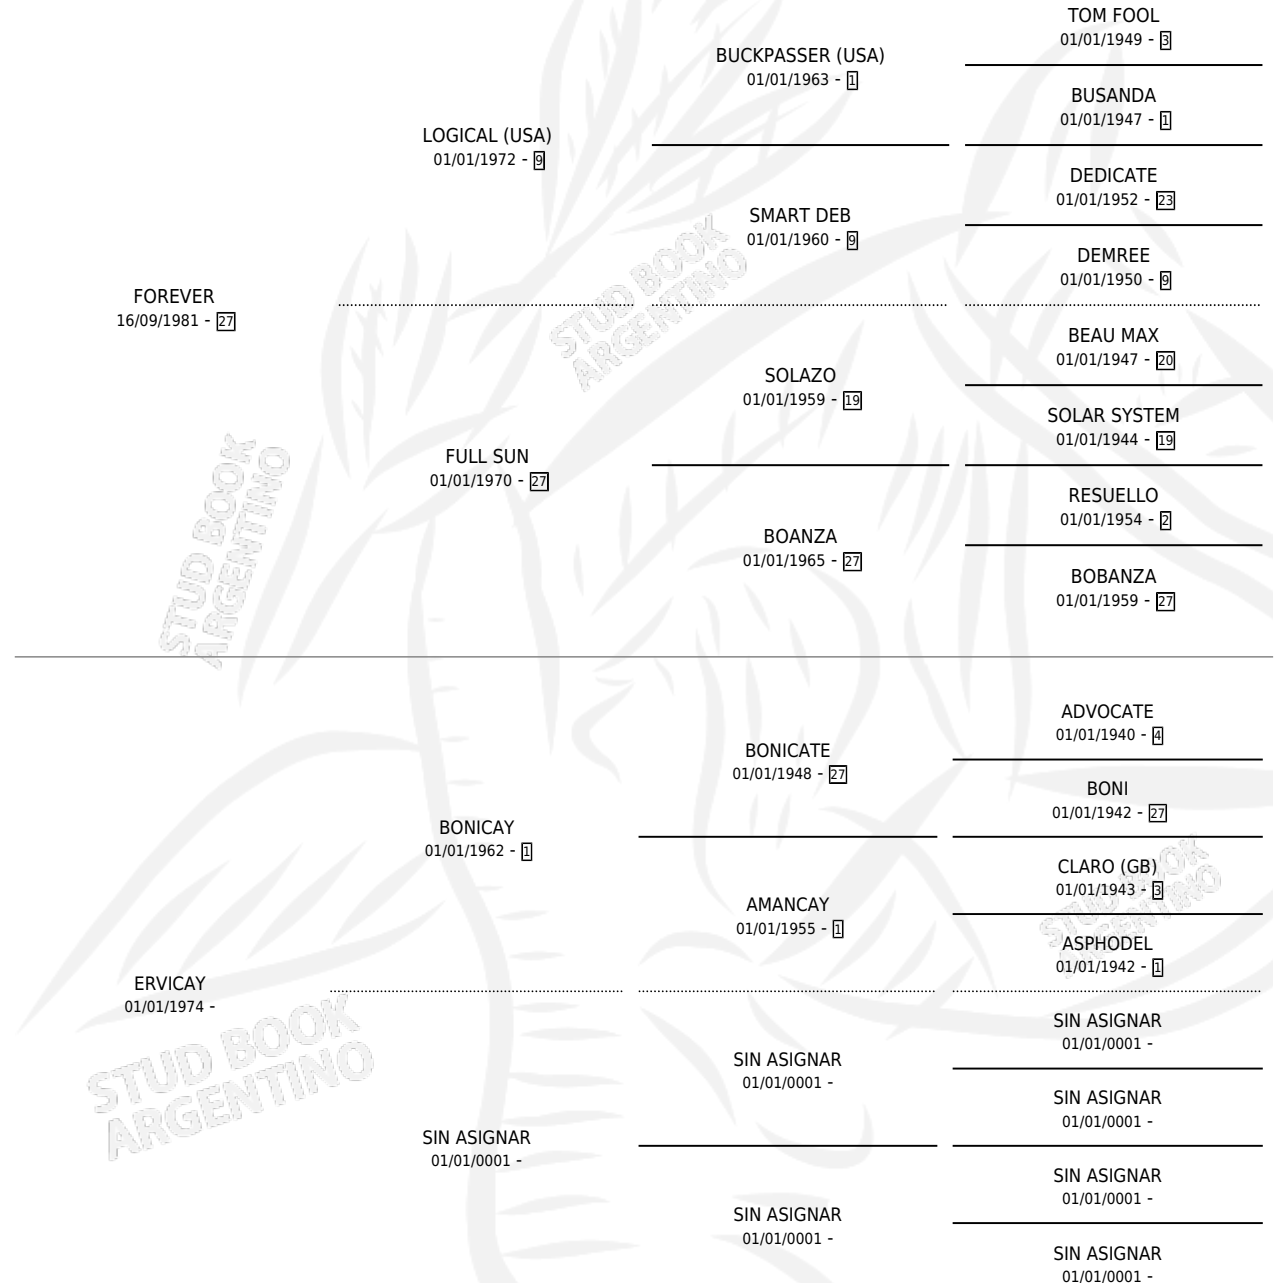 TOM FOOL
01/01/1949 - 3
BUCKPASSER (USA)
01/01/1963 - 1
BUSANDA
01/01/1947 - 1
LOGICAL (USA)
01/01/1972 - 9
DEDICATE
01/01/1952 - 23
SMART DEB
01/01/1960 - 9
DEMREE
01/01/1950 - 9
FOREVER
16/09/1981 - 27
BEAU MAX
01/01/1947 - 20
SOLAZO
01/01/1959 - 19
SOLAR SYSTEM
01/01/1944 - 19
FULL SUN
01/01/1970 - 27
RESUELLO
01/01/1954 - 2
BOANZA
01/01/1965 - 27
BOBANZA
01/01/1959 - 27
ADVOCATE
01/01/1940 - 4
BONICATE
01/01/1948 - 27
BONI
01/01/1942 - 27
BONICAY
01/01/1962 - 1
CLARO (GB)
01/01/1943 - 3
AMANCAY
01/01/1955 - 1
ASPHODEL
01/01/1942 - 1
ERVICAY
01/01/1974 -
SIN ASIGNAR
01/01/0001 -
SIN ASIGNAR
01/01/0001 -
SIN ASIGNAR
01/01/0001 -
SIN ASIGNAR
01/01/0001 -
SIN ASIGNAR
01/01/0001 -
SIN ASIGNAR
01/01/0001 -
SIN ASIGNAR
01/01/0001 -
STUD BOOK
ARGENTINO
STUD BOOK
ARGENTINO
STUD BOOK
ARGENTINO
STUD BOOK
ARGENTINO